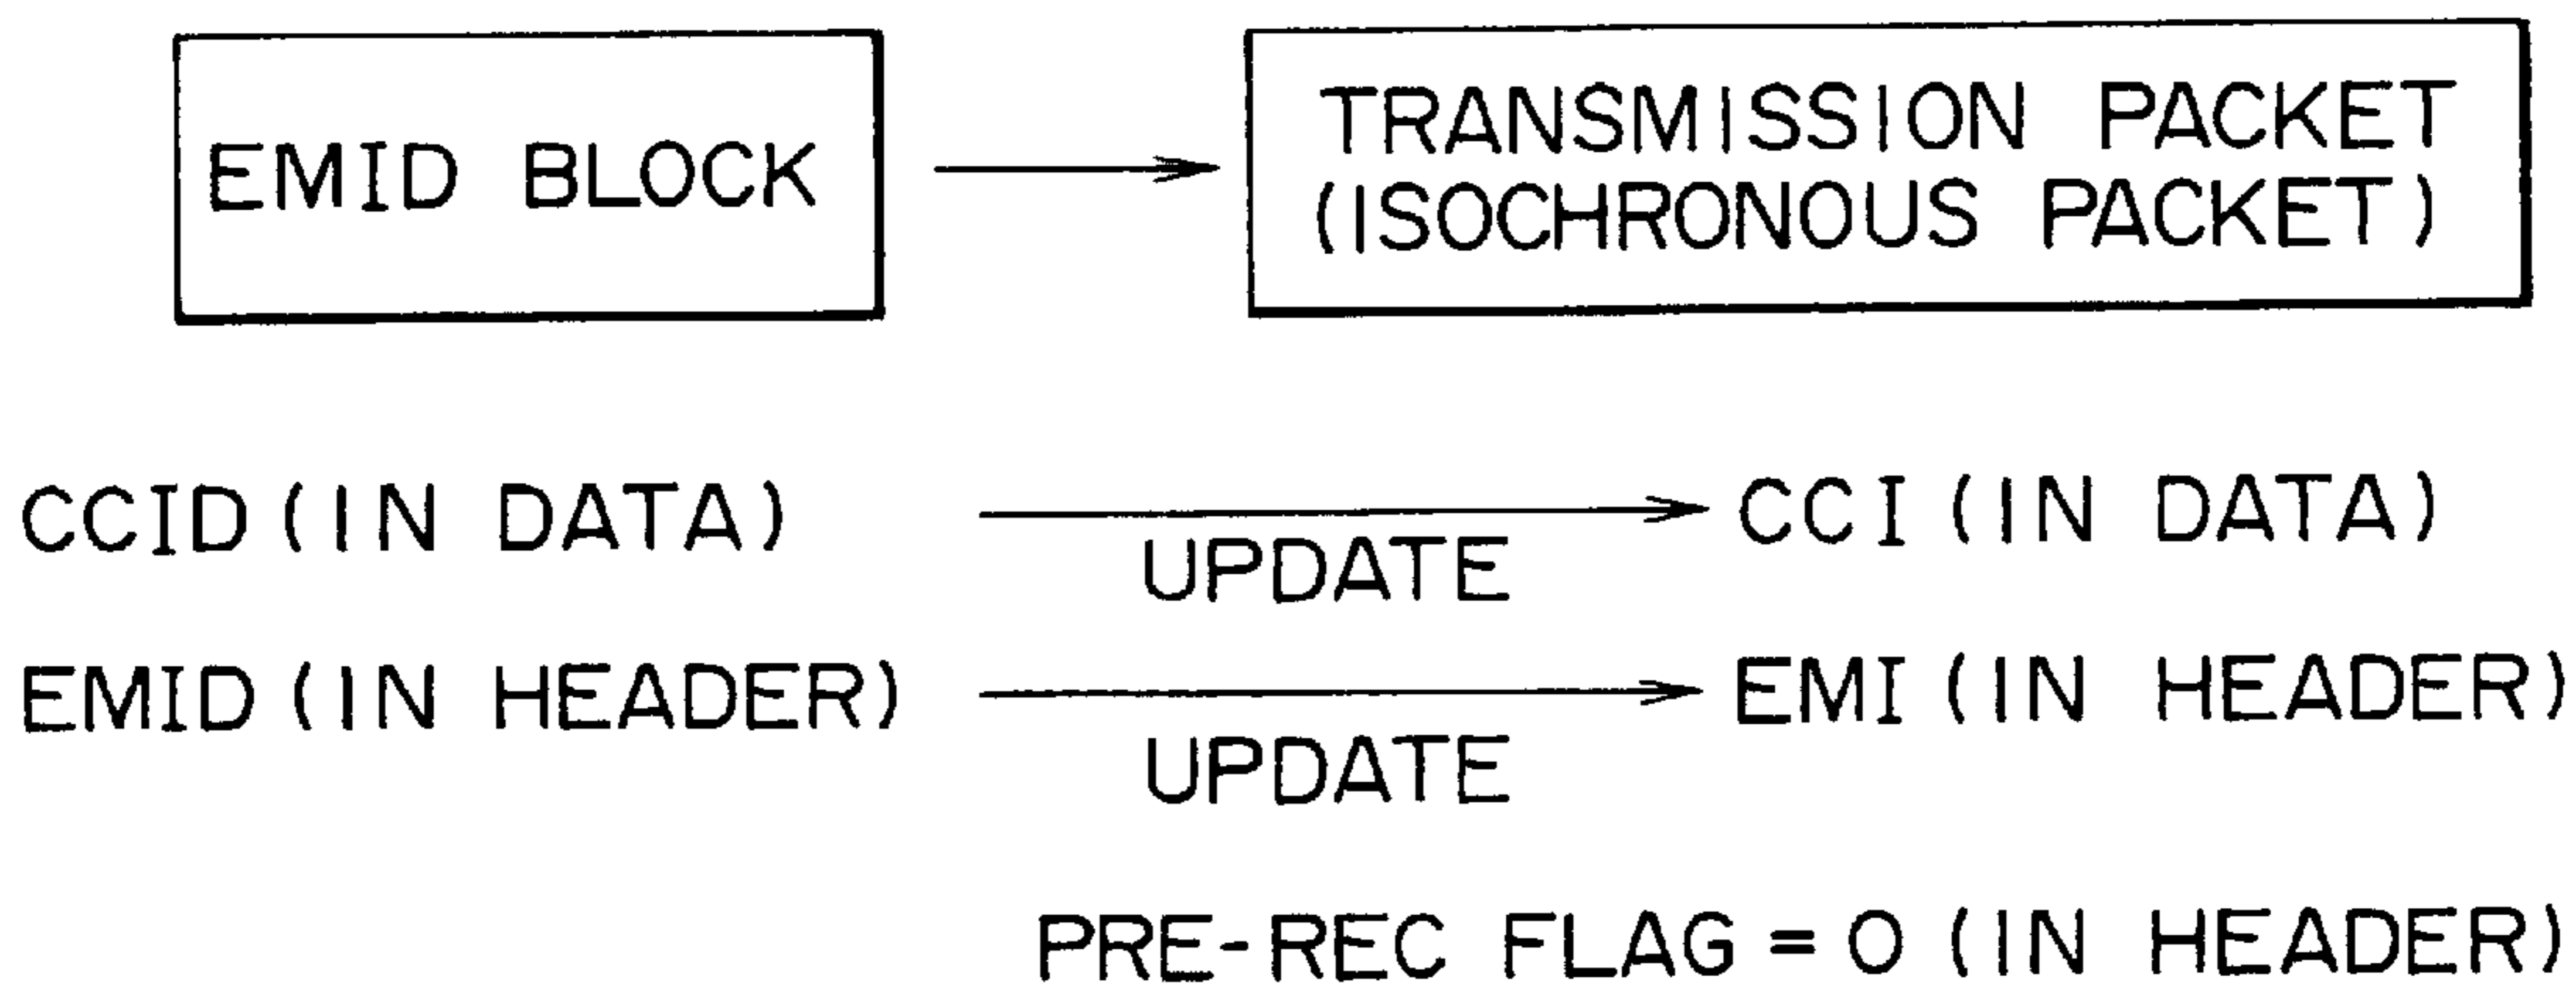 EMID BLOCK
TRANSMISSION PACKET
(ISOCHRONOUS PACKET)
CCID (IN DATA)
UPDATE
CCI (IN DATA)
EMID (IN HEADER)
UPDATE
EMI (IN HEADER)
PRE-REC FLAG = 0 (IN HEADER)